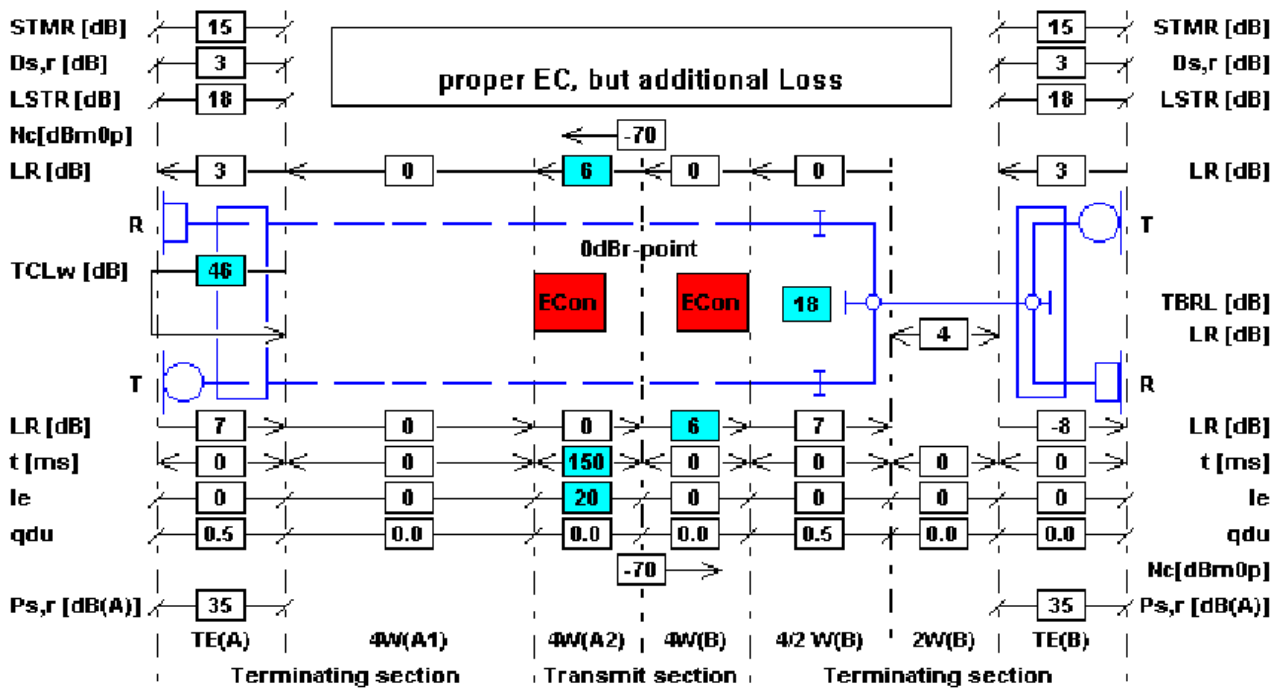 STMR [dB] 15 15 STMR [dB]
Ds,r [dB] 3 3 Ds,r [dB]
proper EC, but additional Loss
LSTR [dB] 18 18 LSTR [dB]
Nc[dBm0p] -70
LR [dB] 3 0 6 0 0 3 LR [dB]
R T
0dBr-point
TCLw [dB] 46
ECon ECon 18 TBRL [dB]
4 LR [dB]
T R
LR [dB] 7 0 0 6 7 -8 LR [dB]
t [ms] 0 0 150 0 0 0 0 t [ms]
Ie 0 0 20 0 0 0 0 Ie
qdu 0.5 0.0 0.0 0.0 0.5 0.0 0.0 qdu
-70 Nc[dBm0p]
Ps,r [dB(A)] 35 35 Ps,r [dB(A)]
TE(A) 4W(A1) 4W(A2) 4W(B) 4/2 W(B) 2W(B) TE(B)
Terminating section Transmit section Terminating section